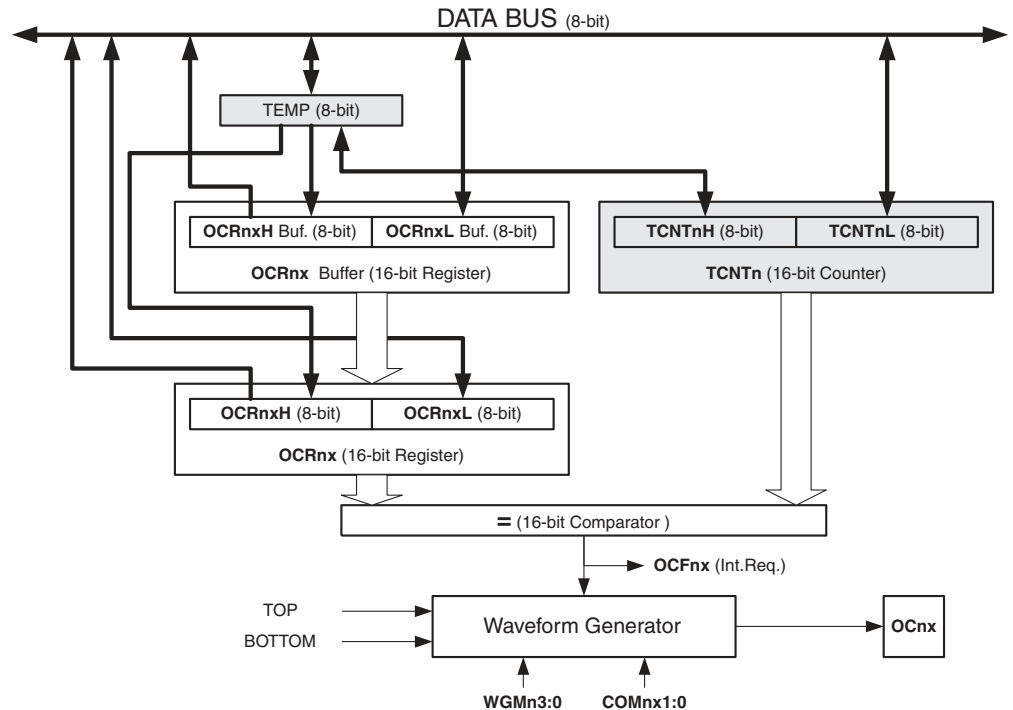 DATA BUS (8-bit)
TEMP (8-bit)
OCRnxH Buf. (8-bit)
OCRnxL Buf. (8-bit)
OCRnx Buffer (16-bit Register)
TCNTnH (8-bit)
TCNTnL (8-bit)
TCNTn (16-bit Counter)
OCRnxH (8-bit)
OCRnxL (8-bit)
OCRnx (16-bit Register)
= (16-bit Comparator )
OCFnx (Int.Req.)
TOP
BOTTOM
Waveform Generator
OCnx
WGMn3:0
COMnx1:0